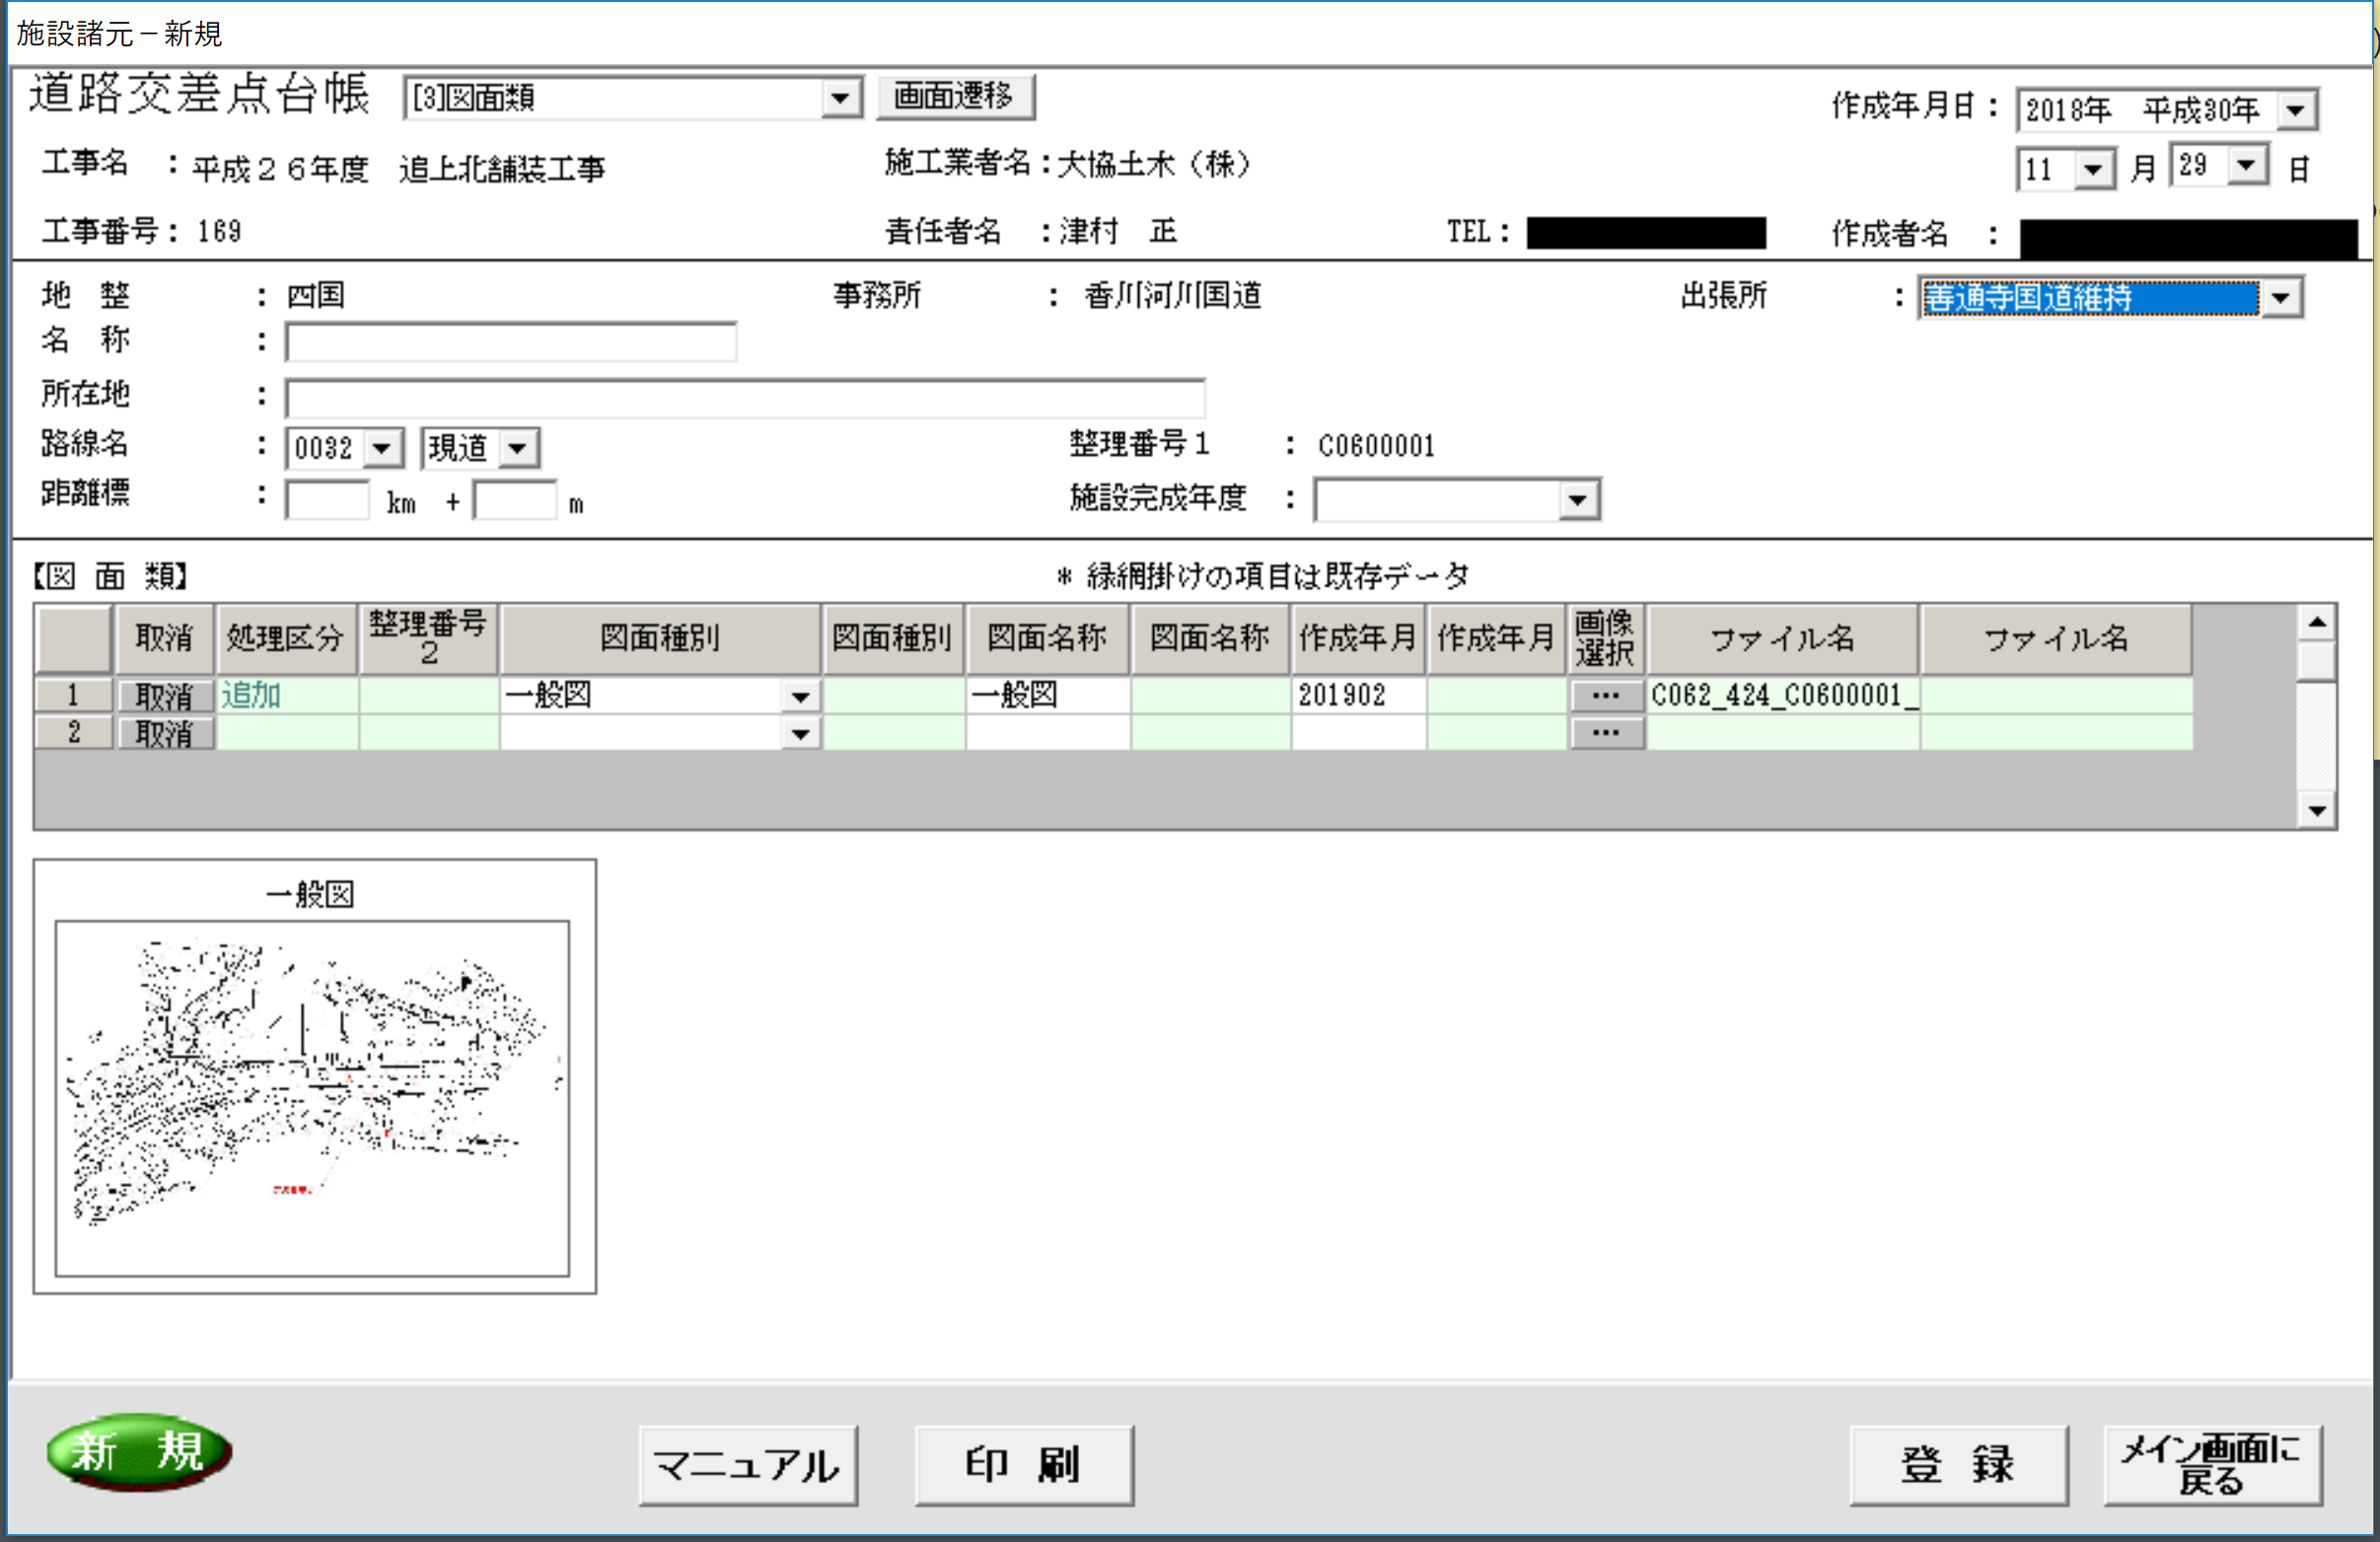 施設諸元－新規
道路交差点台帳 [3]図面類 画面遷移 作成年月日： 2018年 平成30年
工事名 ：平成２６年度 追上北舗装工事 施工業者名：大協土木（株） 11 月 29 日
工事番号： 169 責任者名 ：津村 正 TEL： 作成者名 ：
地 整 ： 四国 事務所 ： 香川河川国道 出張所 ： 善通寺国道維持
名 称 ：
所在地 ：
路線名 ： 0032 現道 整理番号１ ： C0600001
距離標 ： km + m 施設完成年度 ：
【図 面 類】 * 緑網掛けの項目は既存データ
取消 処理区分 整理番号２ 図面種別 図面種別 図面名称 図面名称 作成年月 作成年月 画像選択 ファイル名 ファイル名
1 取消 追加 一般図 一般図 201902 ... C062_424_C0600001_
2 取消 ...
一般図
新 規 マニュアル 印 刷 登 録 メイン画面に戻る